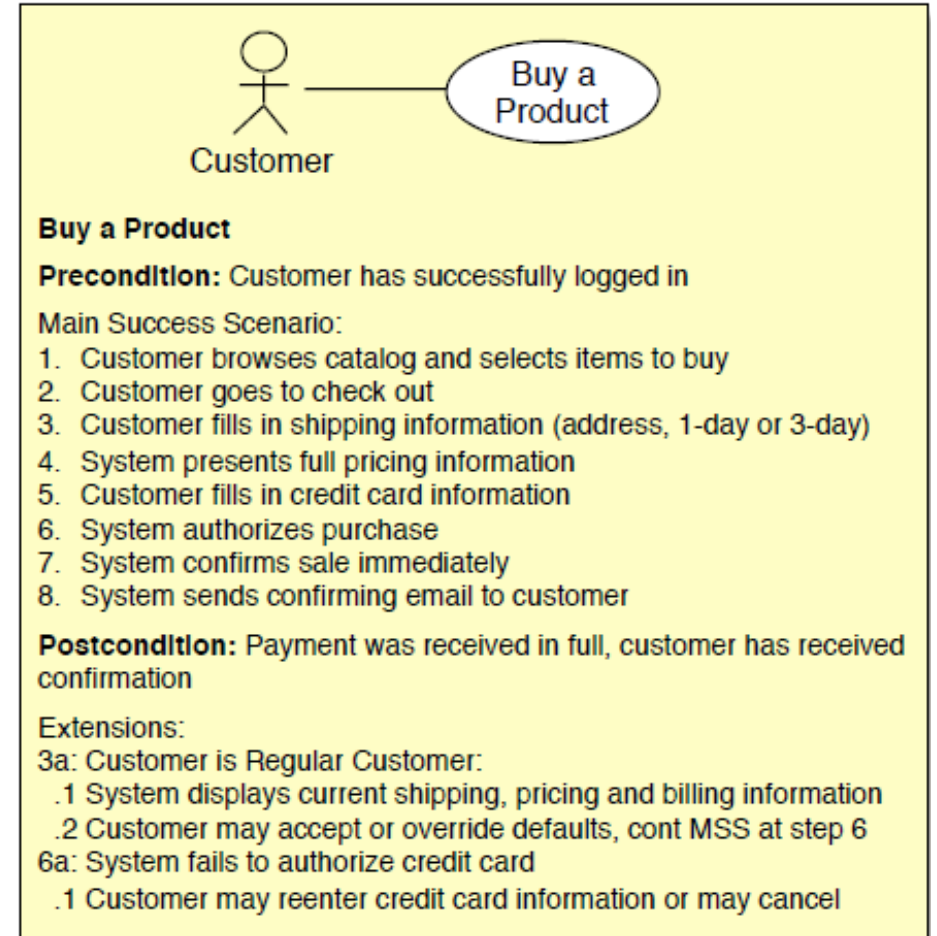 Buy a
Product
Customer
Buy a Product
Precondition: Customer has successfully logged in
Main Success Scenario:
1. Customer browses catalog and selects items to buy
2. Customer goes to check out
3. Customer fills in shipping information (address, 1-day or 3-day)
4. System presents full pricing information
5. Customer fills in credit card information
6. System authorizes purchase
7. System confirms sale immediately
8. System sends confirming email to customer
Postcondition: Payment was received in full, customer has received
confirmation
Extensions:
3a: Customer is Regular Customer:
.1 System displays current shipping, pricing and billing information
.2 Customer may accept or override defaults, cont MSS at step 6
6a: System fails to authorize credit card
.1 Customer may reenter credit card information or may cancel